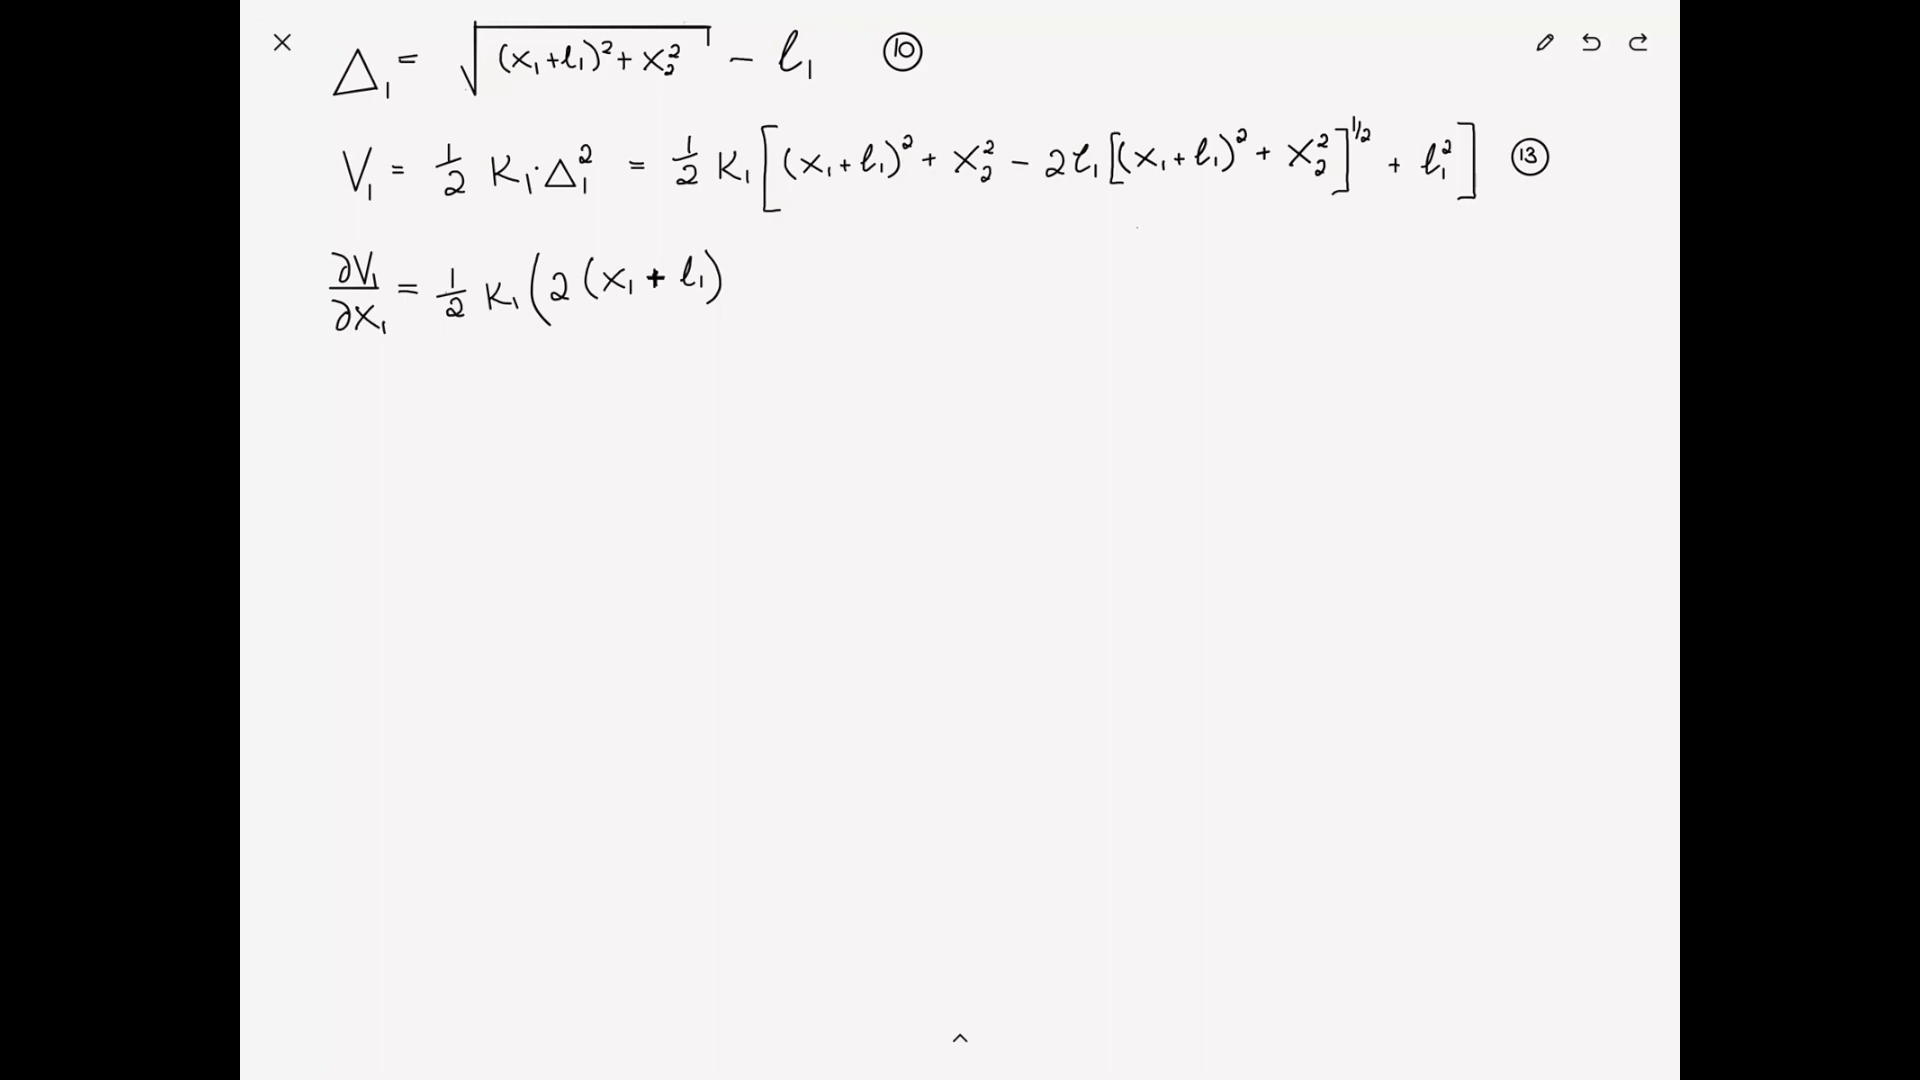 Δ₁ = √((x₁+l₁)² + x₂²) − l₁ ⑩
V₁ = ½ K₁·Δ₁² = ½ K₁[(x₁+l₁)² + x₂² − 2l₁[(x₁+l₁)² + x₂²]^½ + l₁²] ⑬
∂V₁/∂x₁ = ½ K₁(2(x₁ + l₁)